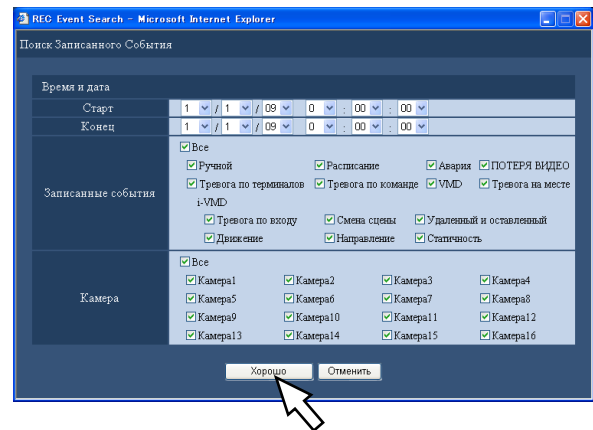 REC Event Search - Microsoft Internet Explorer
Поиск Записанного События
Время и дата
Старт 1 / 1 / 09 0 : 00 : 00
Конец 1 / 1 / 09 0 : 00 : 00
Все
Ручной Расписание Авария ПОТЕРЯ ВИДЕО
Записанные события Тревога по терминалов Тревога по команде VMD Тревога на месте
i-VMD
Тревога по входу Смена сцены Удаленный и оставленный
Движение Направление Статичность
Все
Камера1 Камера2 Камера3 Камера4
Камера Камера5 Камера6 Камера7 Камера8
Камера9 Камера10 Камера11 Камера12
Камера13 Камера14 Камера15 Камера16
Хорошо Отменить